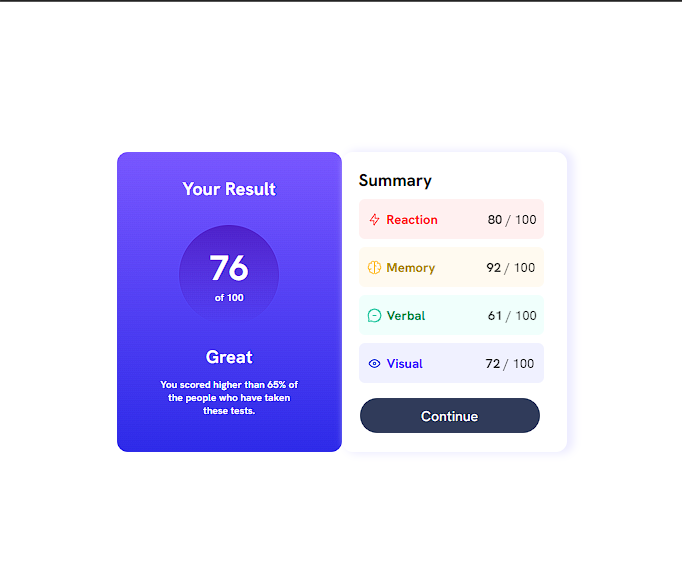 Your Result
76
of 100
Great
You scored higher than 65% of
the people who have taken
these tests.
Summary
Reaction 80 / 100
Memory 92 / 100
Verbal 61 / 100
Visual 72 / 100
Continue